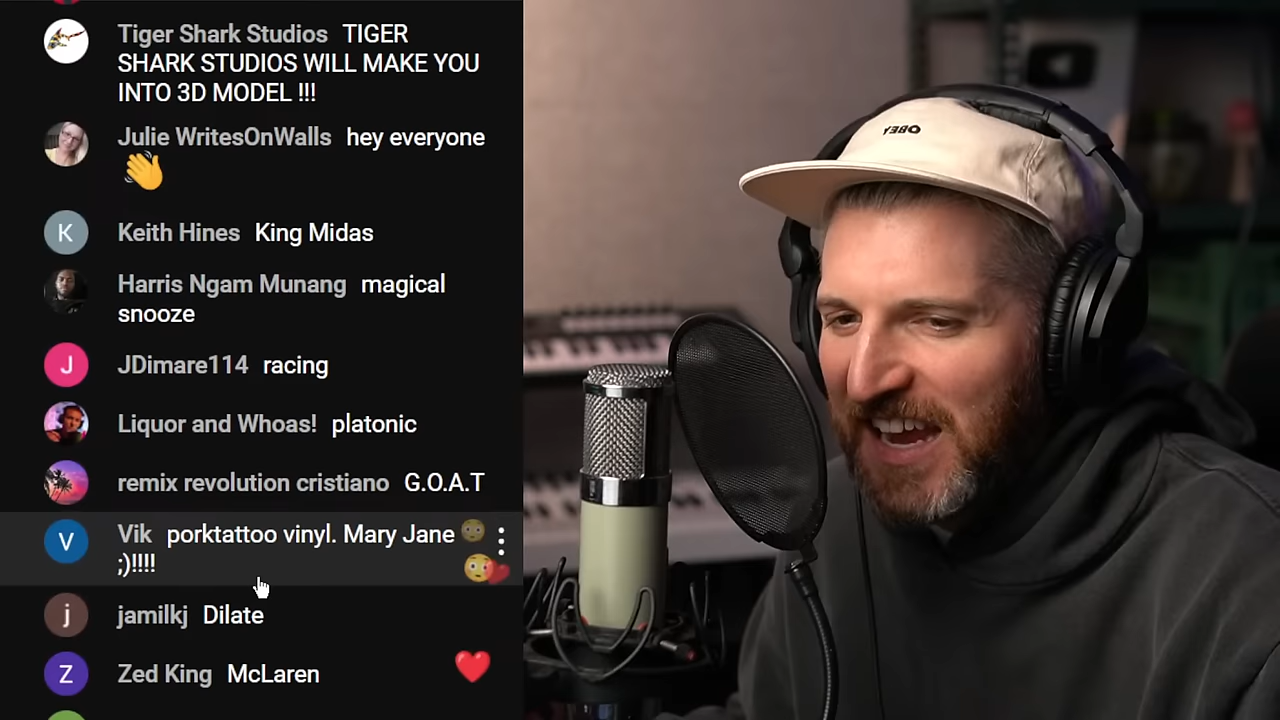 Tiger Shark Studios TIGER
SHARK STUDIOS WILL MAKE YOU
INTO 3D MODEL !!!
Julie WritesOnWalls hey everyone
👋
K Keith Hines King Midas
Harris Ngam Munang magical
snooze
J JDimare114 racing
Liquor and Whoas! platonic
remix revolution cristiano G.O.A.T
V Vik porktattoo vinyl. Mary Jane
;)!!!!
j jamilkj Dilate
Z Zed King McLaren
OBEY